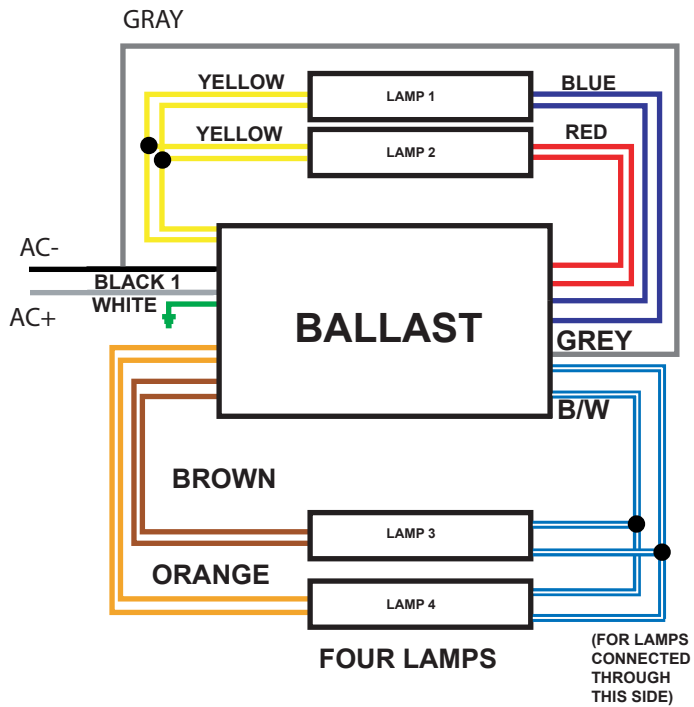 GRAY
YELLOW
LAMP 1
BLUE
YELLOW
LAMP 2
RED
AC-
BLACK 1
WHITE
AC+
BALLAST
GREY
B/W
BROWN
LAMP 3
ORANGE
LAMP 4
FOUR LAMPS
(FOR LAMPS
CONNECTED
THROUGH
THIS SIDE)